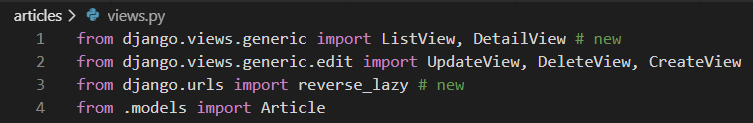 articles > views.py
1 from django.views.generic import ListView, DetailView # new
2 from django.views.generic.edit import UpdateView, DeleteView, CreateView
3 from django.urls import reverse_lazy # new
4 from .models import Article